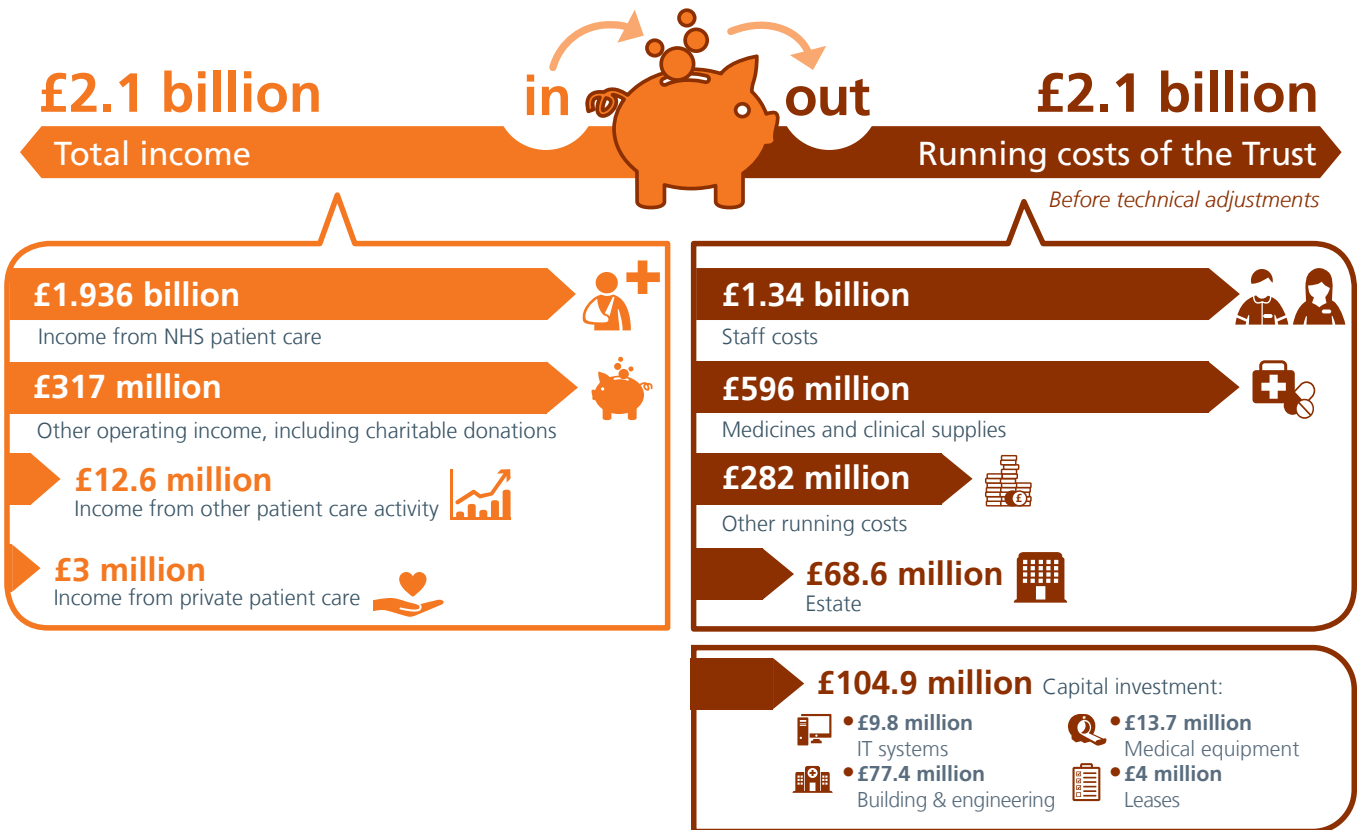 £2.1 billion
in
out
£2.1 billion
Total income
Running costs of the Trust
Before technical adjustments
£1.936 billion
Income from NHS patient care
£317 million
Other operating income, including charitable donations
£12.6 million
Income from other patient care activity
£3 million
Income from private patient care
£1.34 billion
Staff costs
£596 million
Medicines and clinical supplies
£282 million
£
Other running costs
£68.6 million
Estate
£104.9 million Capital investment:
• £9.8 million
IT systems
• £13.7 million
Medical equipment
• £77.4 million
Building & engineering
• £4 million
Leases